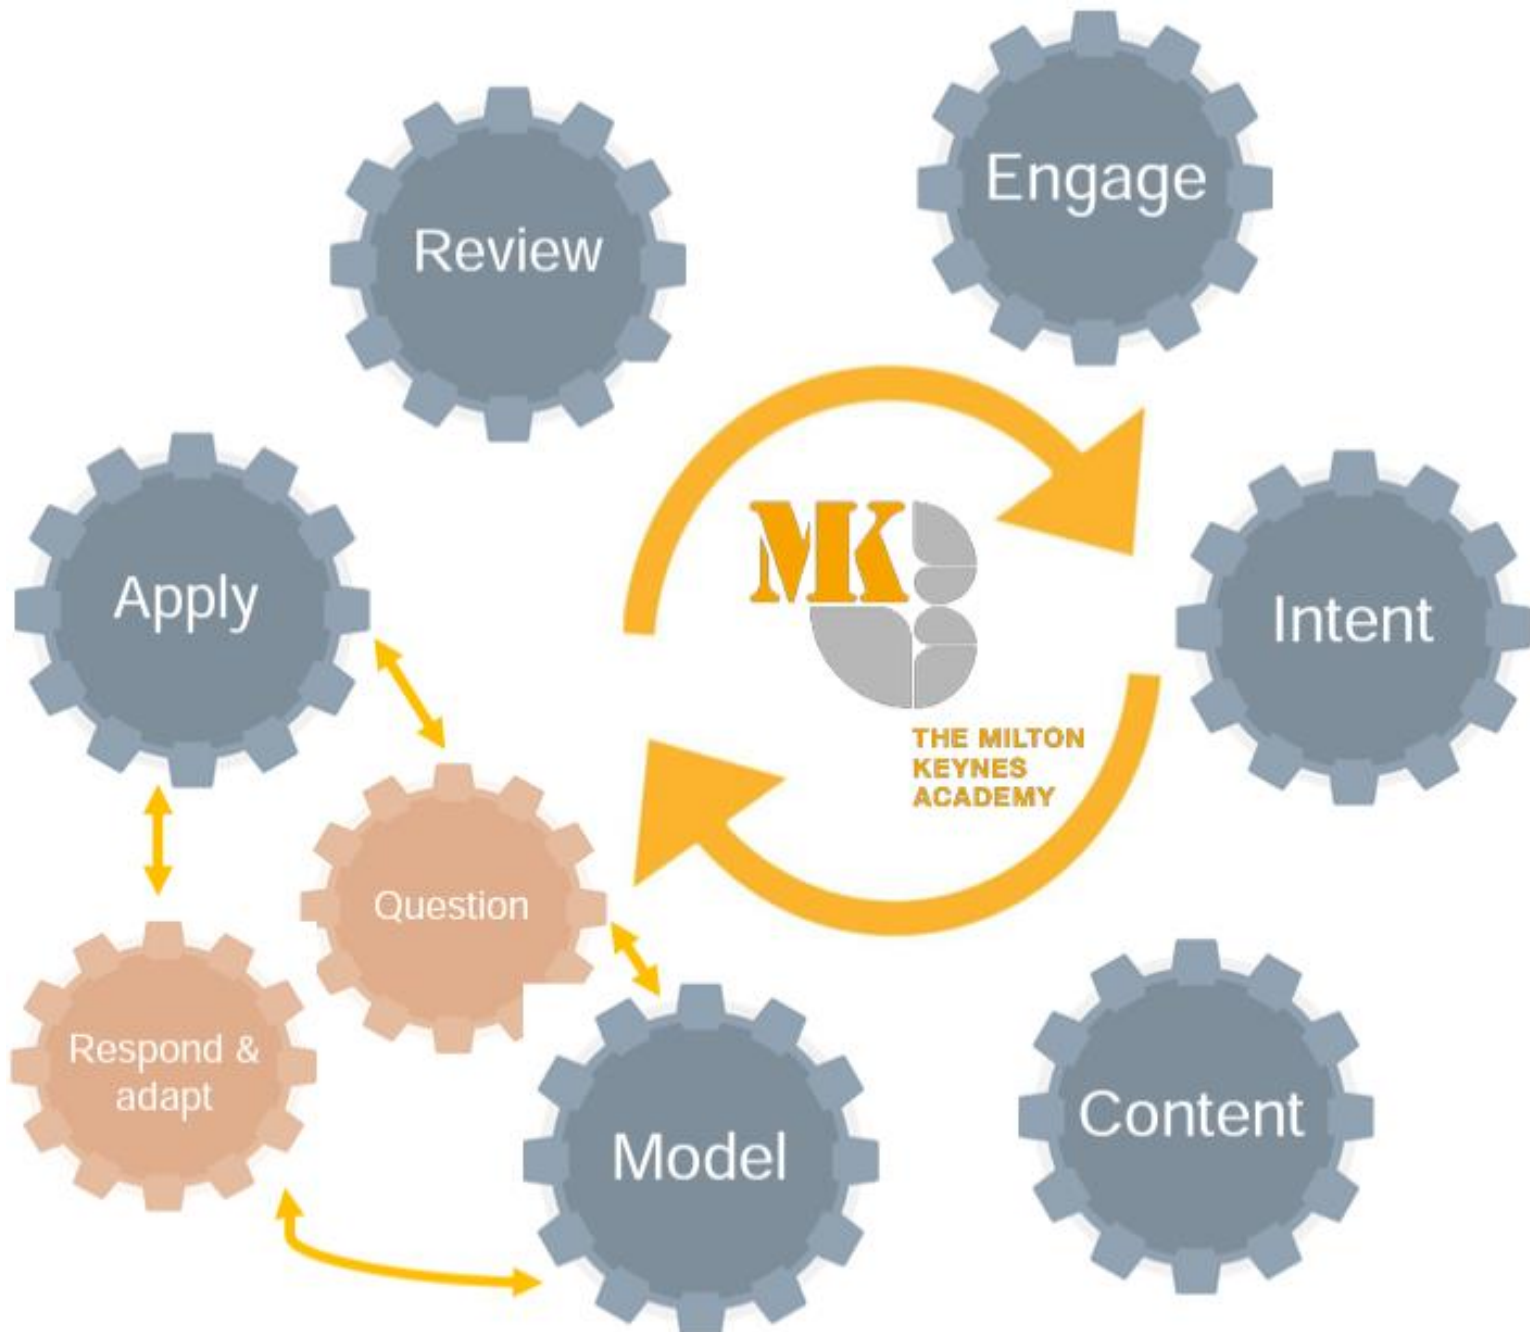 Engage
Review
Intent
Apply
MK
THE MILTON
KEYNES
ACADEMY
Question
Respond &
adapt
Content
Model